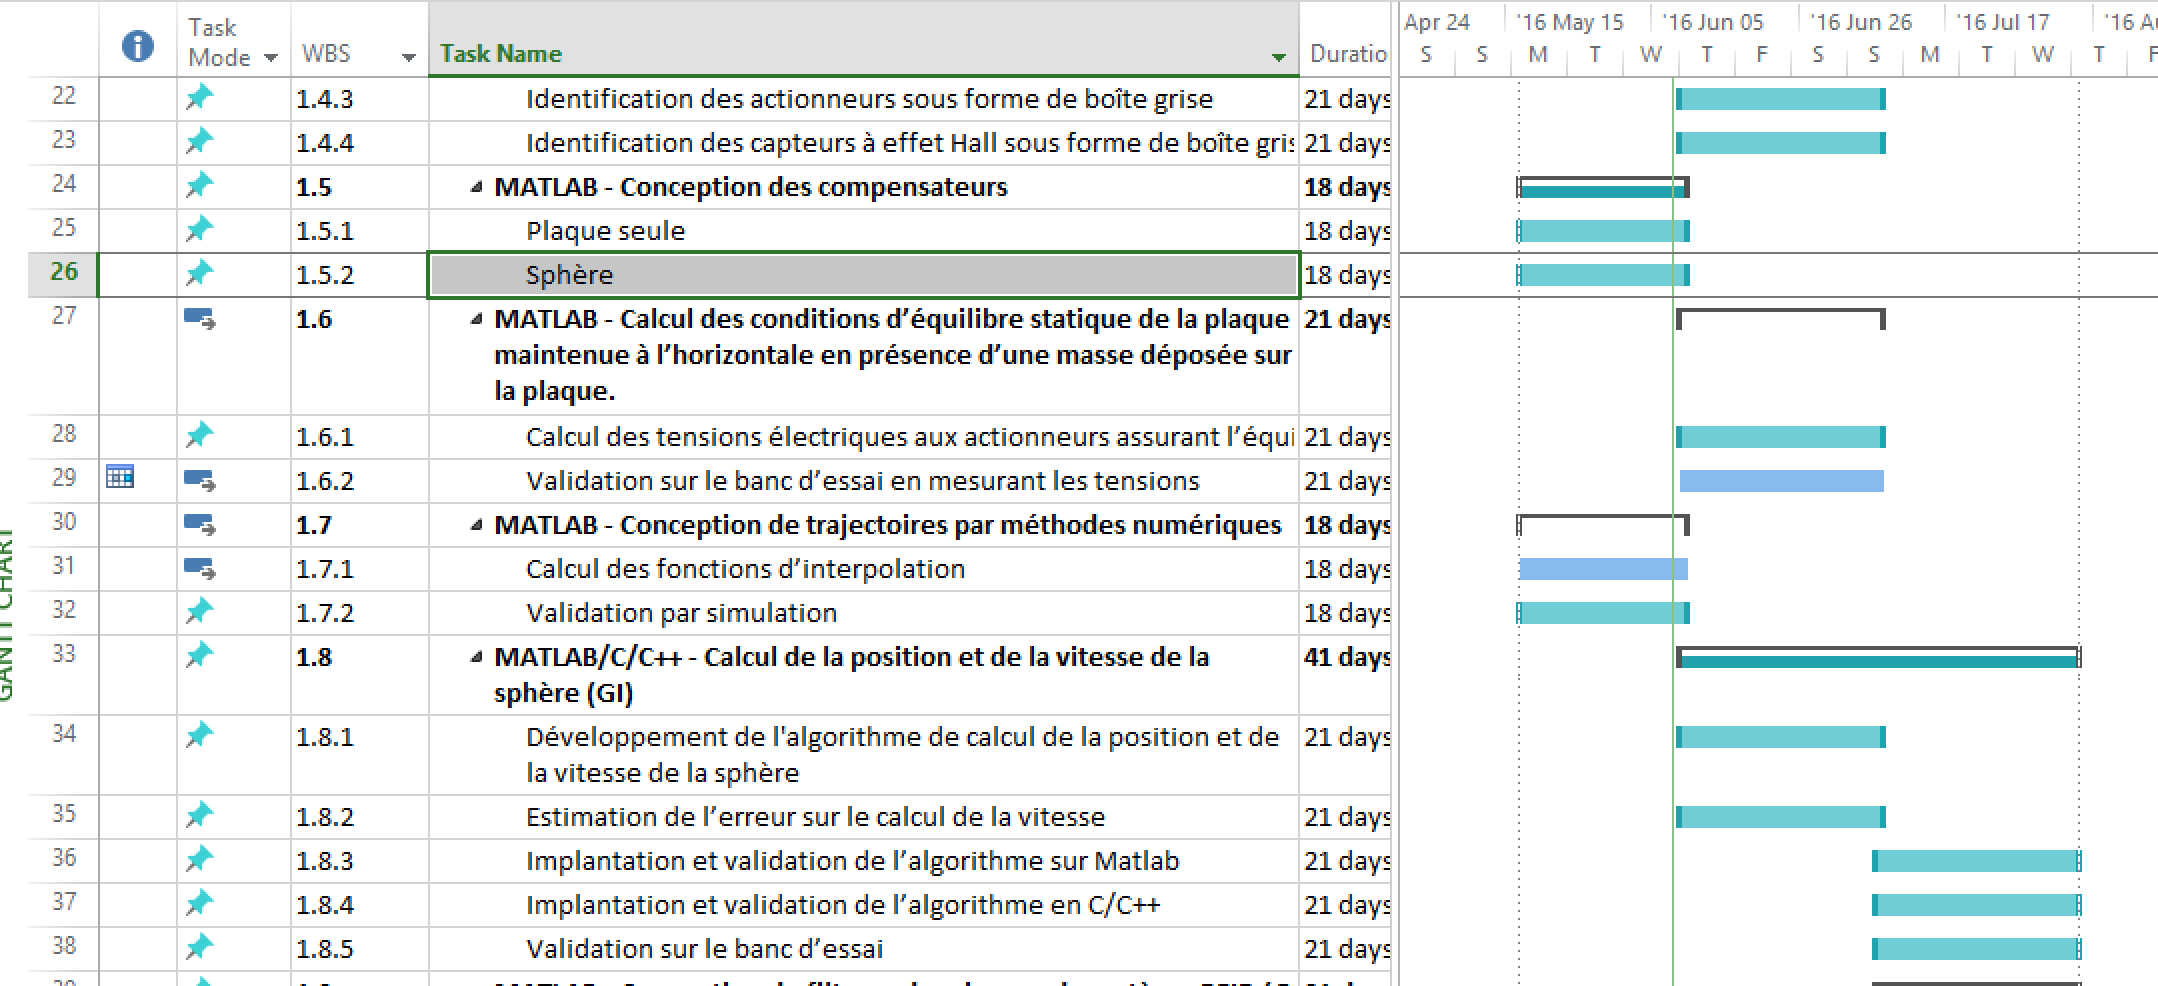 Task Mode
WBS
Task Name
Duratio
Apr 24 '16 May 15 '16 Jun 05 '16 Jun 26 '16 Jul 17 '16 A
S S M T W T F S S M T W T F
22 1.4.3 Identification des actionneurs sous forme de boîte grise 21 days
23 1.4.4 Identification des capteurs à effet Hall sous forme de boîte gris 21 days
24 1.5 MATLAB - Conception des compensateurs 18 days
25 1.5.1 Plaque seule 18 days
26 1.5.2 Sphère 18 days
27 1.6 MATLAB - Calcul des conditions d’équilibre statique de la plaque 21 days
maintenue à l’horizontale en présence d’une masse déposée sur
la plaque.
28 1.6.1 Calcul des tensions électriques aux actionneurs assurant l’équi 21 days
29 1.6.2 Validation sur le banc d’essai en mesurant les tensions 21 days
30 1.7 MATLAB - Conception de trajectoires par méthodes numériques 18 days
31 1.7.1 Calcul des fonctions d’interpolation 18 days
32 1.7.2 Validation par simulation 18 days
33 1.8 MATLAB/C/C++ - Calcul de la position et de la vitesse de la 41 days
sphère (GI)
34 1.8.1 Développement de l'algorithme de calcul de la position et de 21 days
la vitesse de la sphère
35 1.8.2 Estimation de l’erreur sur le calcul de la vitesse 21 days
36 1.8.3 Implantation et validation de l’algorithme sur Matlab 21 days
37 1.8.4 Implantation et validation de l’algorithme en C/C++ 21 days
38 1.8.5 Validation sur le banc d’essai 21 days
GANTT CHART